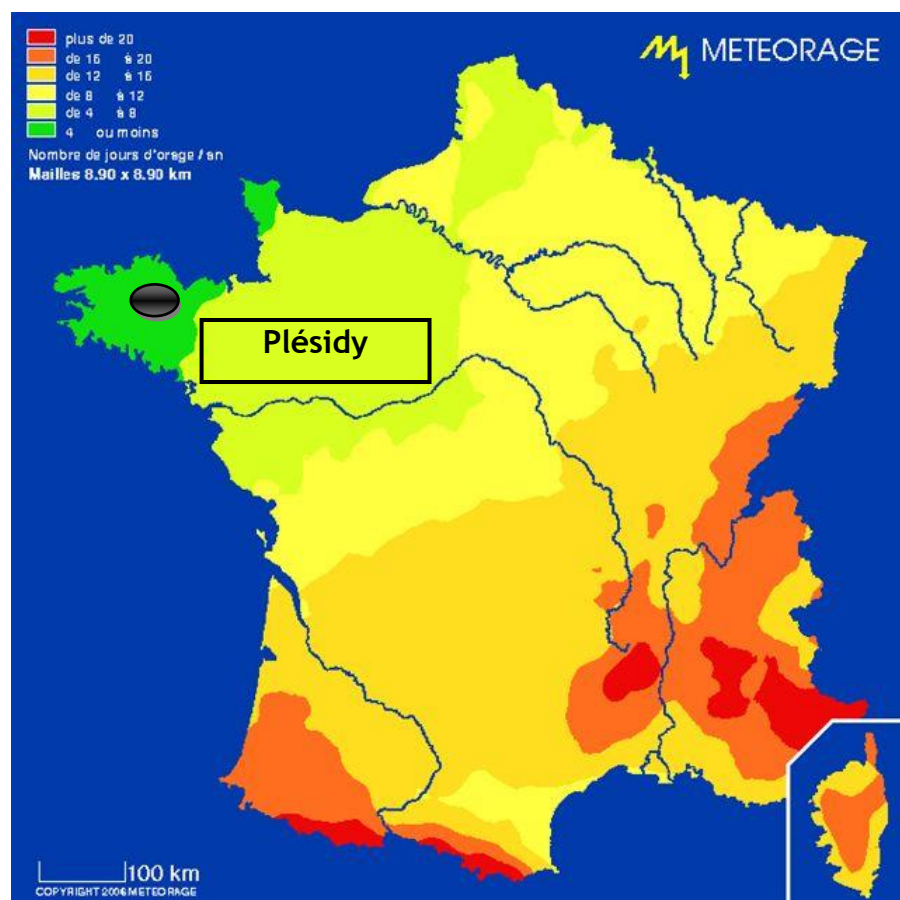 plus de 20
de 16 à 20
de 12 à 16
de 8 à 12
de 4 à 8
4 ou moins
Nombre de jours d'orage / an
Mailles 8.90 x 8.90 km
METEORAGE
Plésidy
100 km
COPYRIGHT 2006 METEORAGE